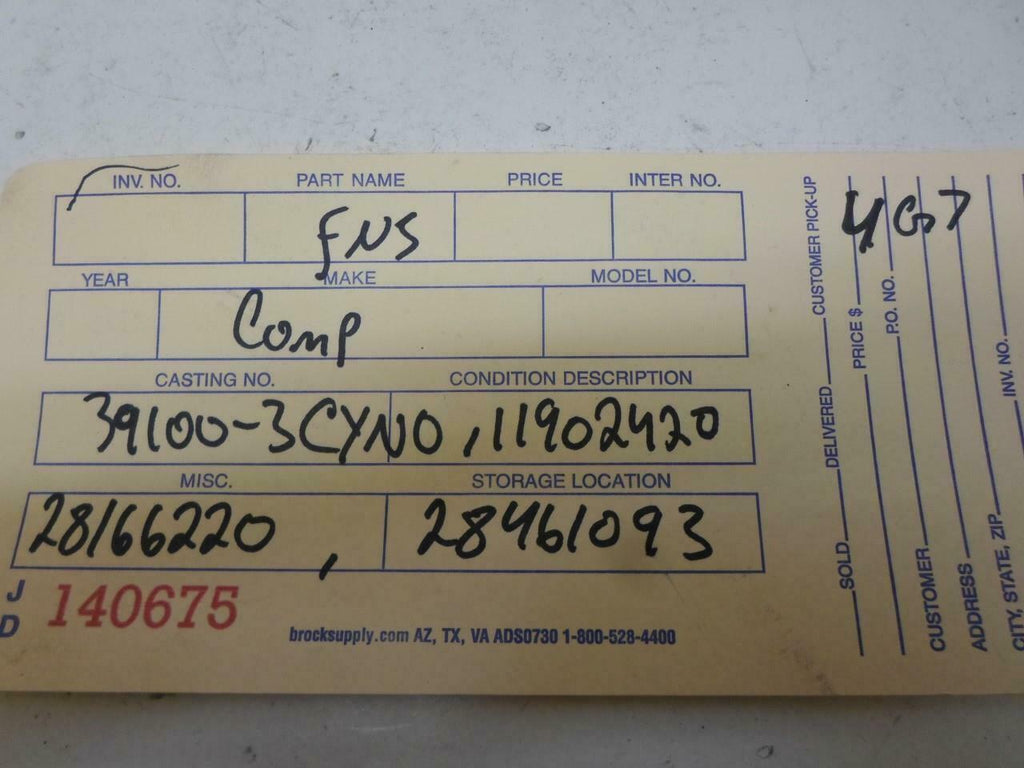 INV. NO. PART NAME PRICE INTER NO.
FNS
YEAR MAKE MODEL NO.
Comp
CASTING NO. CONDITION DESCRIPTION
39100-3CYN0, 11902420
MISC. STORAGE LOCATION
28166220, 28461093
J
D
140675
brocksupply.com AZ, TX, VA ADS0730 1-800-528-4400
SOLD DELIVERED CUSTOMER PICK-UP
PRICE $
4G7
CUSTOMER P.O. NO.
ADDRESS
CITY, STATE, ZIP INV. NO.